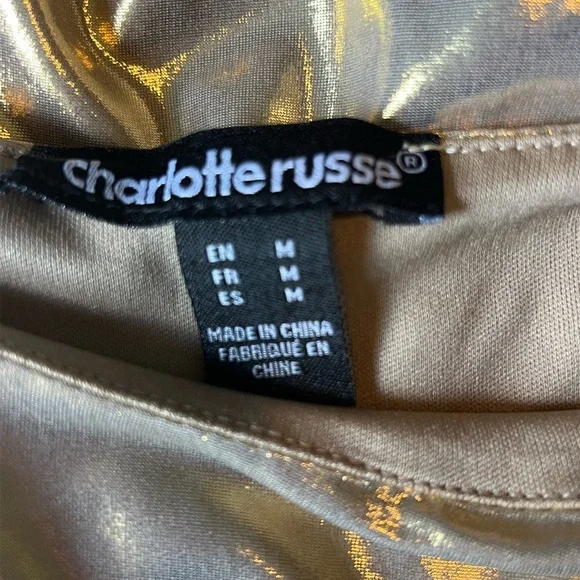 charlotte russe®
EN M
FR M
ES M
MADE IN CHINA
FABRIQUÉ EN
CHINE